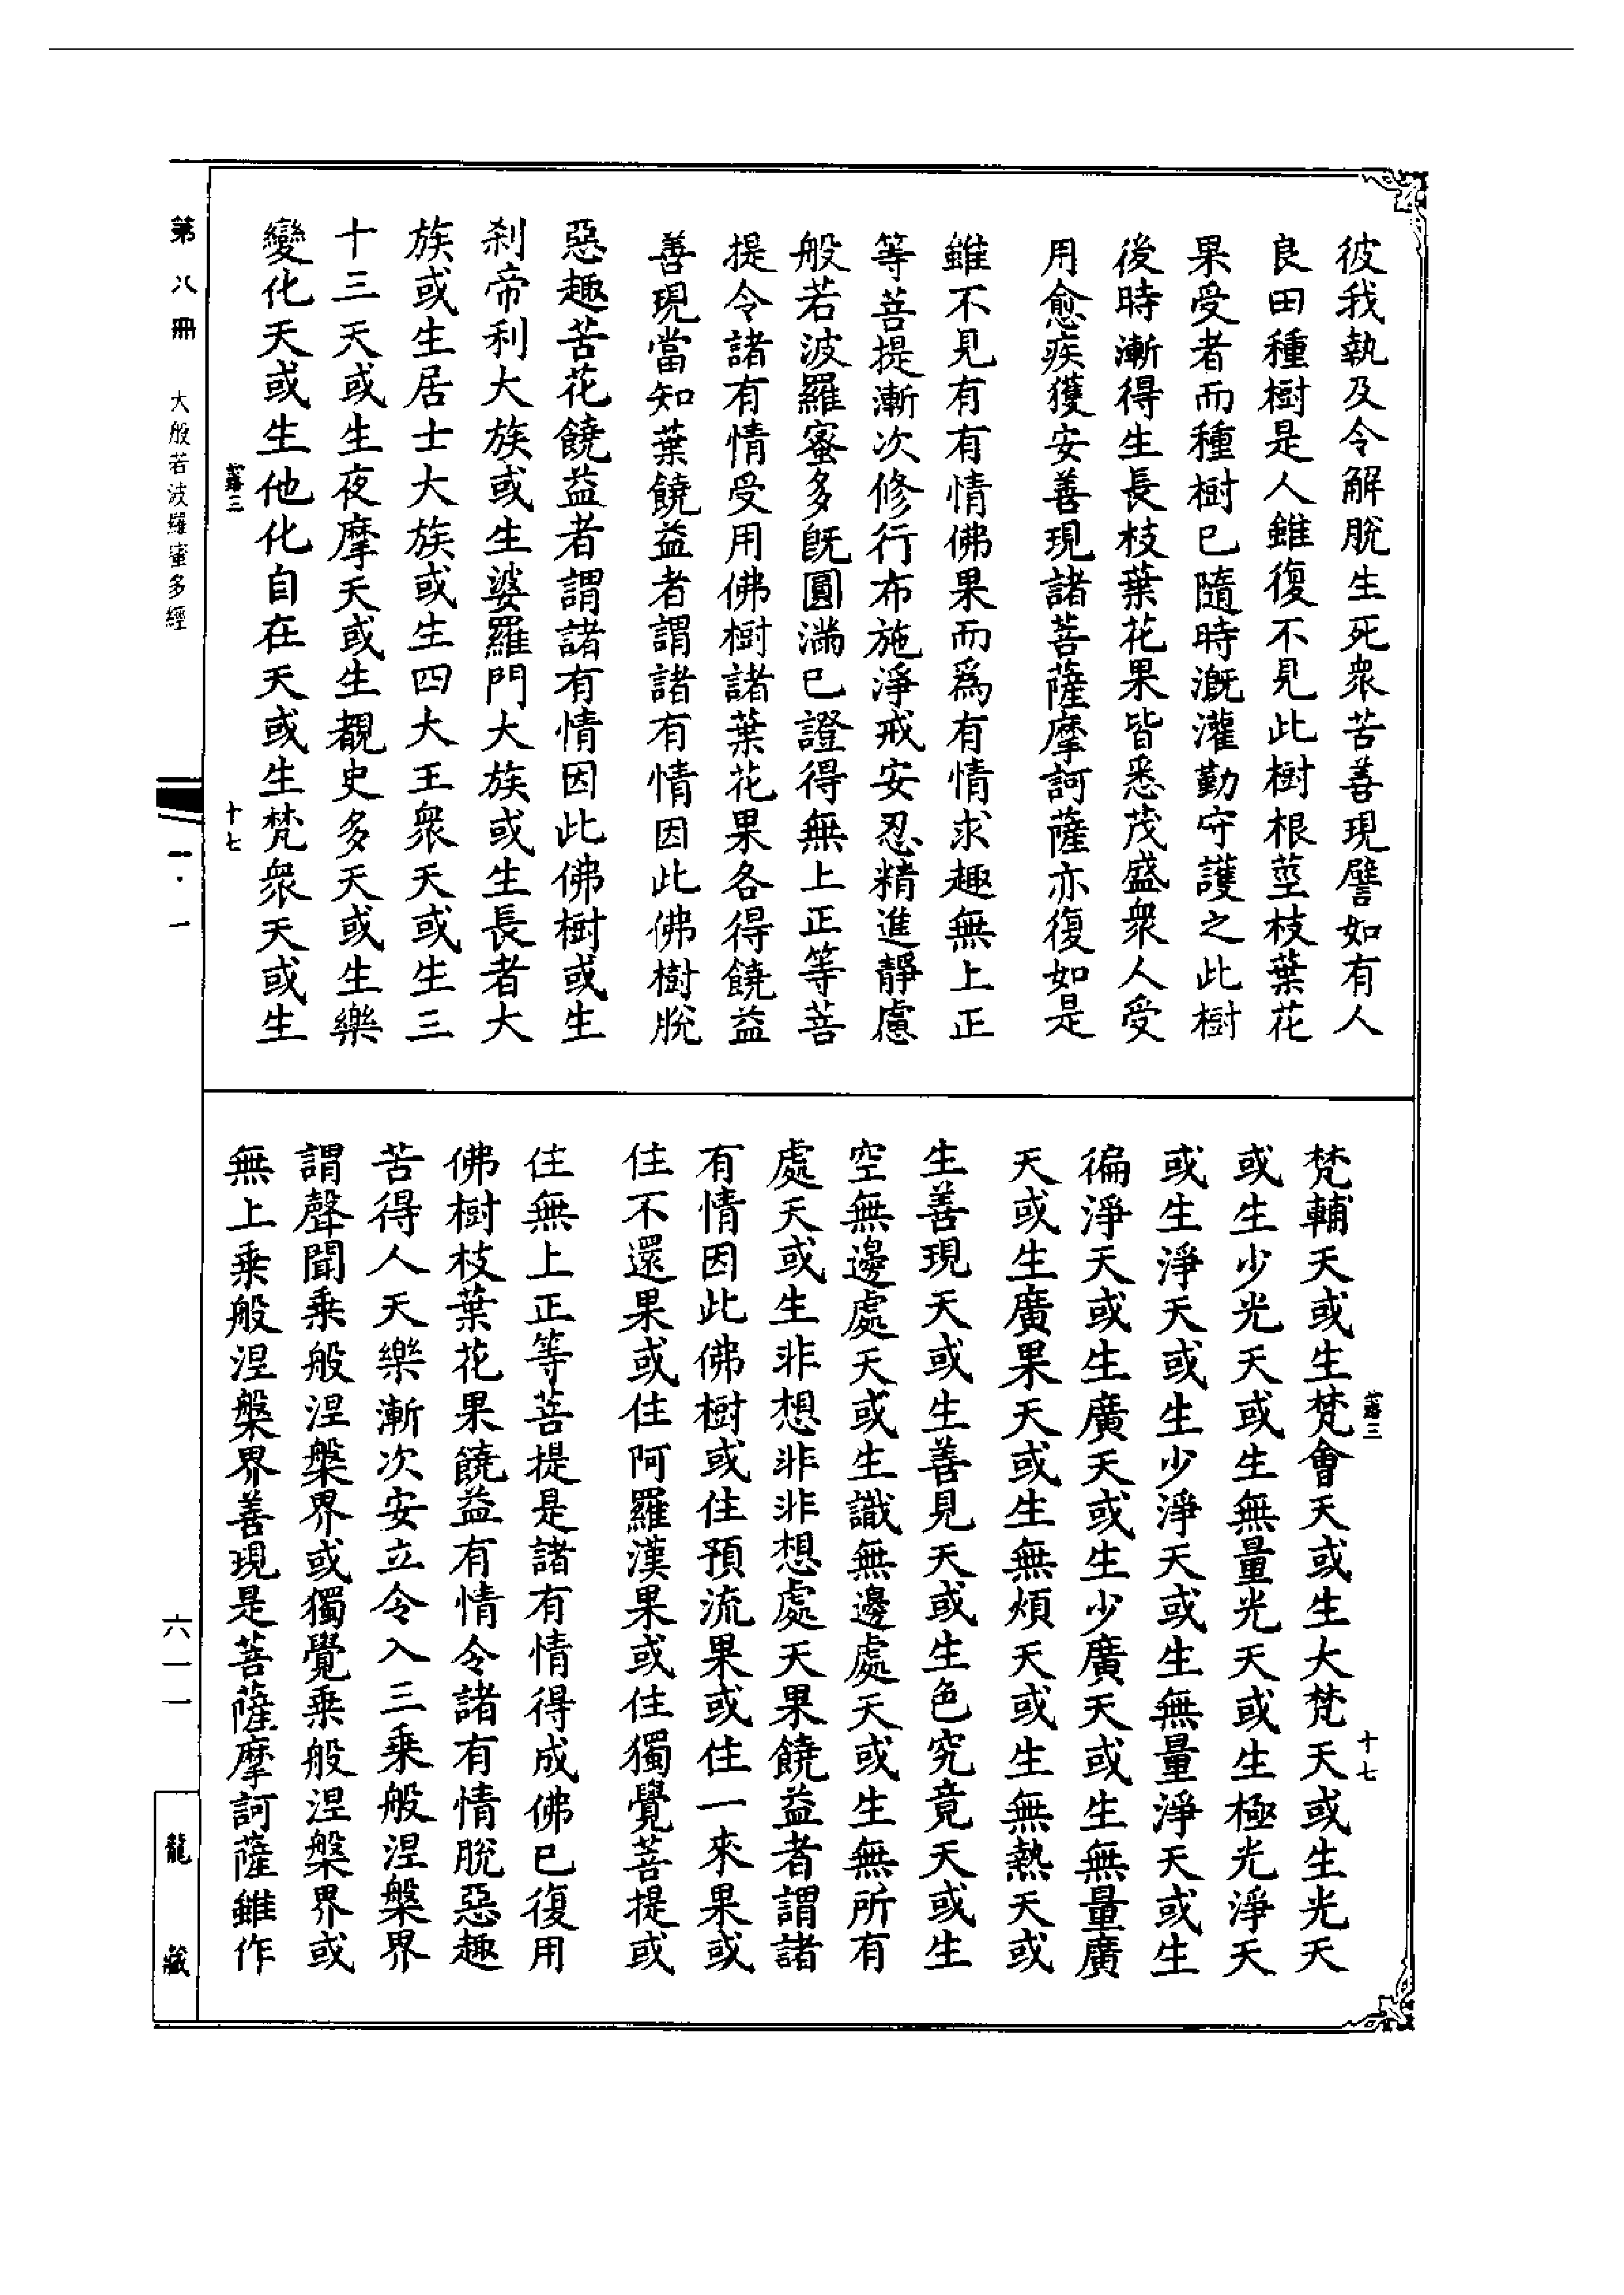 彼我執及令解脫生死衆苦善現譬如有人
良田種樹是人雖復不見此樹根莖枝葉花
果受者而種樹已隨時漑灌勤守護之此樹
後時漸得生長枝葉花果皆悉茂盛衆人受
用愈疾獲安善現諸菩薩摩訶薩亦復如是
雖不見有有情佛果而爲有情求趣無上正
等菩提漸次修行布施淨戒安忍精進靜慮
般若波羅蜜多旣圓滿已證得無上正等菩
提令諸有情受用佛樹諸葉花果各得饒益
善現當知葉饒益者謂諸有情因此佛樹脫
惡趣苦花饒益者謂諸有情因此佛樹或生
刹帝利大族或生婆羅門大族或生長者大
族或生居士大族或生四大王衆天或生三
十三天或生夜摩天或生覩史多天或生樂
變化天或生他化自在天或生梵衆天或生
三 十七
第八冊 大般若波羅蜜多經 一·一
三 十七
梵輔天或生梵會天或生大梵天或生光天
或生少光天或生無量光天或生極光淨天
或生淨天或生少淨天或生無量淨天或生
徧淨天或生廣天或生少廣天或生無量廣
天或生廣果天或生無煩天或生無熱天或
生善現天或生善見天或生色究竟天或生
空無邊處天或生識無邊處天或生無所有
處天或生非想非非想處天果饒益者謂諸
有情因此佛樹或住預流果或住一來果或
住不還果或住阿羅漢果或住獨覺菩提或
住無上正等菩提是諸有情得成佛已復用
佛樹枝葉花果饒益有情令諸有情脫惡趣
苦得人天樂漸次安立令入三乘般涅槃界
謂聲聞乘般涅槃界或獨覺乘般涅槃界或
無上乘般涅槃界善現是菩薩摩訶薩雖作
六一一 龍藏